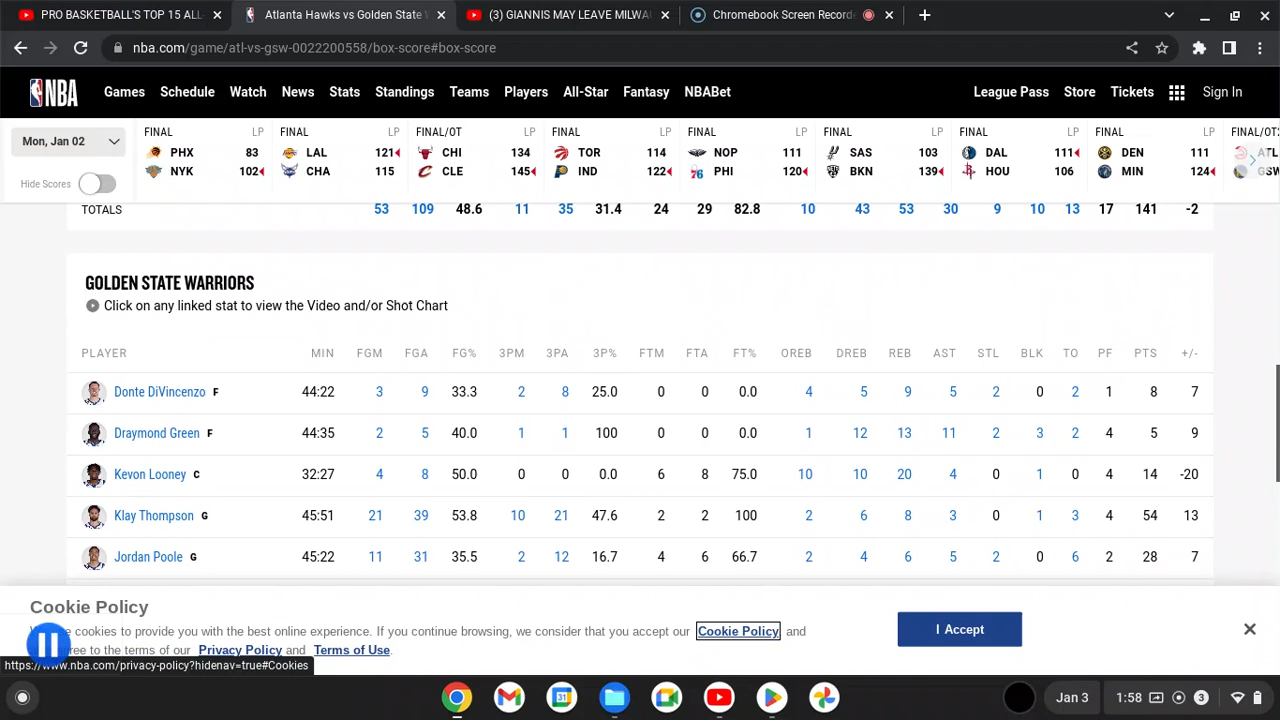 PRO BASKETBALL'S TOP 15 ALL-
Atlanta Hawks vs Golden State W
(3) GIANNIS MAY LEAVE MILWA
Chromebook Screen Recorde
nba.com/game/atl-vs-gsw-0022200558/box-score#box-score
NBA Games Schedule Watch News Stats Standings Teams Players All-Star Fantasy NBABet League Pass Store Tickets Sign In
Mon, Jan 02
Hide Scores
FINAL LP
PHX 83
NYK 102
FINAL LP
LAL 121
CHA 115
FINAL/OT LP
CHI 134
CLE 145
FINAL LP
TOR 114
IND 122
FINAL LP
NOP 111
PHI 120
FINAL LP
SAS 103
BKN 139
FINAL LP
DAL 111
HOU 106
FINAL LP
DEN 111
MIN 124
FINAL/OT2
ATL
GSW
TOTALS 53 109 48.6 11 35 31.4 24 29 82.8 10 43 53 30 9 10 13 17 141 -2
GOLDEN STATE WARRIORS
Click on any linked stat to view the Video and/or Shot Chart
PLAYER MIN FGM FGA FG% 3PM 3PA 3P% FTM FTA FT% OREB DREB REB AST STL BLK TO PF PTS +/-
Donte DiVincenzo F 44:22 3 9 33.3 2 8 25.0 0 0 0.0 4 5 9 5 2 0 2 1 8 7
Draymond Green F 44:35 2 5 40.0 1 1 100 0 0 0.0 1 12 13 11 2 3 2 4 5 9
Kevon Looney C 32:27 4 8 50.0 0 0 0.0 6 8 75.0 10 10 20 4 0 1 0 4 14 -20
Klay Thompson G 45:51 21 39 53.8 10 21 47.6 2 2 100 2 6 8 3 0 1 3 4 54 13
Jordan Poole G 45:22 11 31 35.5 2 12 16.7 4 6 66.7 2 4 6 5 2 0 6 2 28 7
Cookie Policy
cookies to provide you with the best online experience. If you continue browsing, we consider that you accept our Cookie Policy and
to the terms of our Privacy Policy and Terms of Use.
I Accept
https://www.nba.com/privacy-policy?hidenav=true#Cookies
31
Jan 3
1:58
3